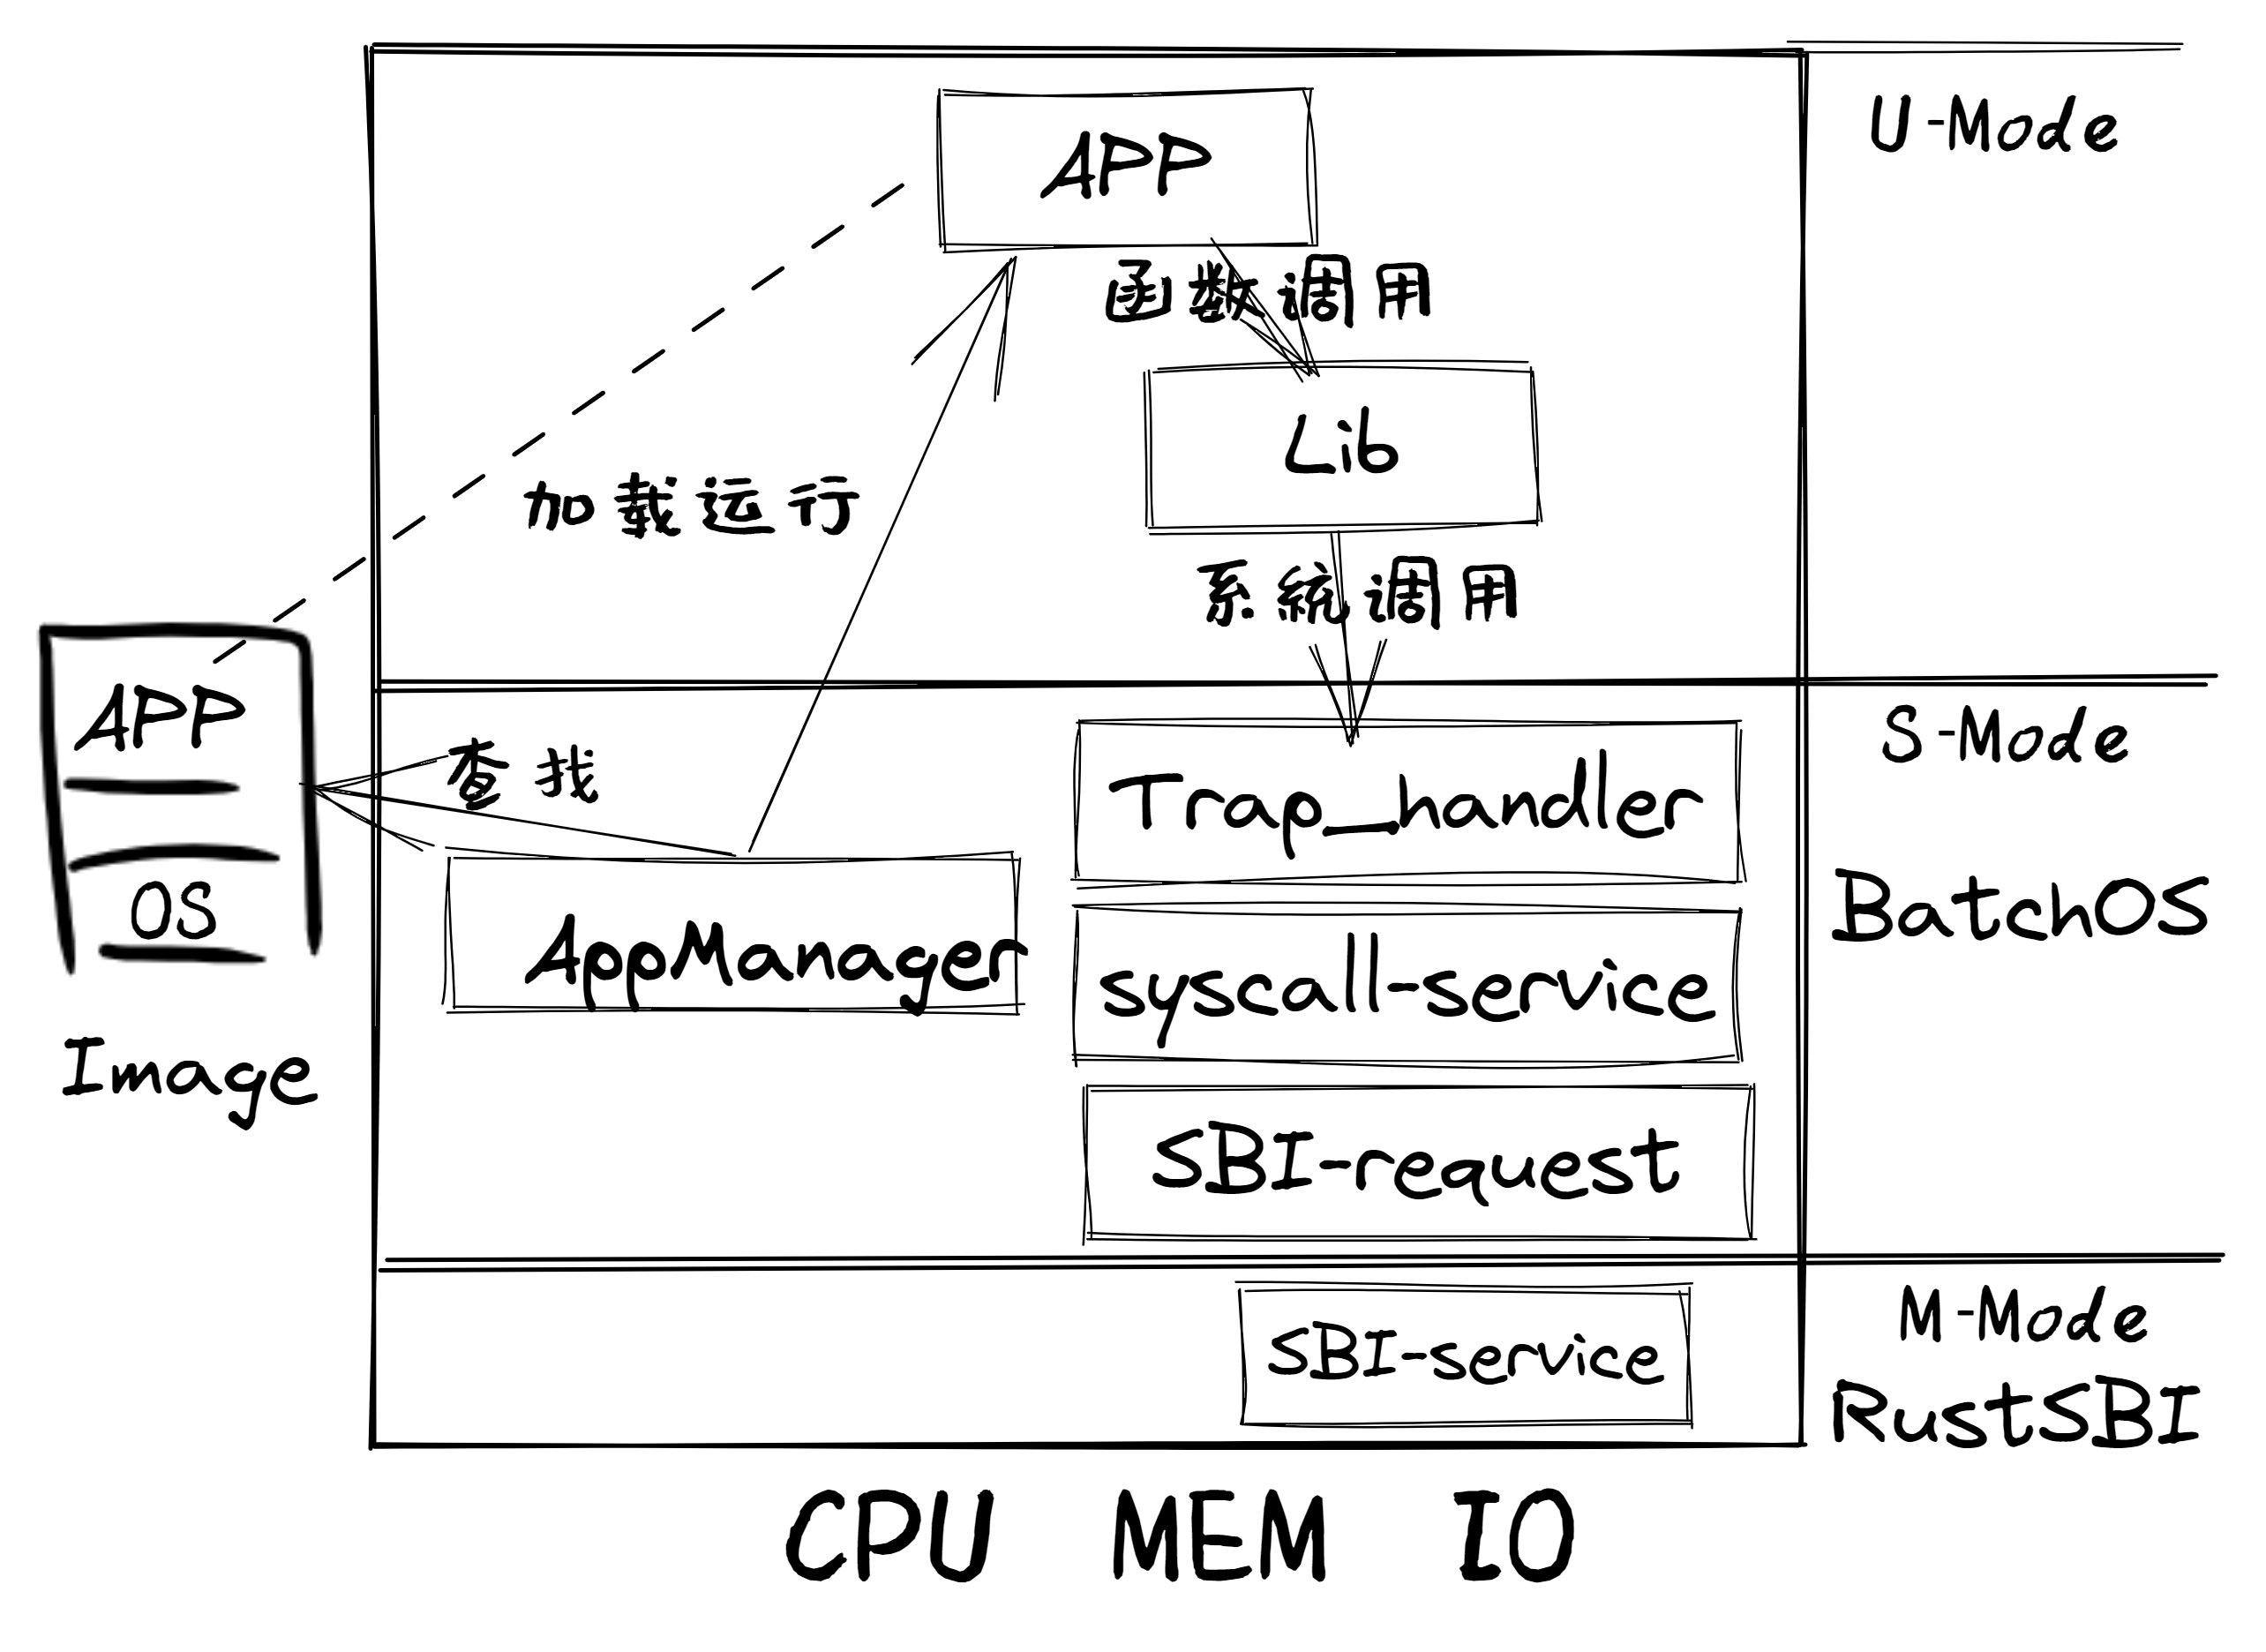 APP
U-Mode
函数调用
Lib
加载运行
系統调用
APP
S-Mode
查找
Trap_handler
OS
AppManager
BatchOS
syscall-service
Image
SBI-request
SBI-service
M-Mode
RustSBI
CPU MEM IO